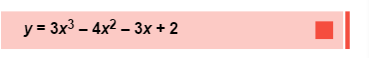 y = 3x³ – 4x² – 3x + 2